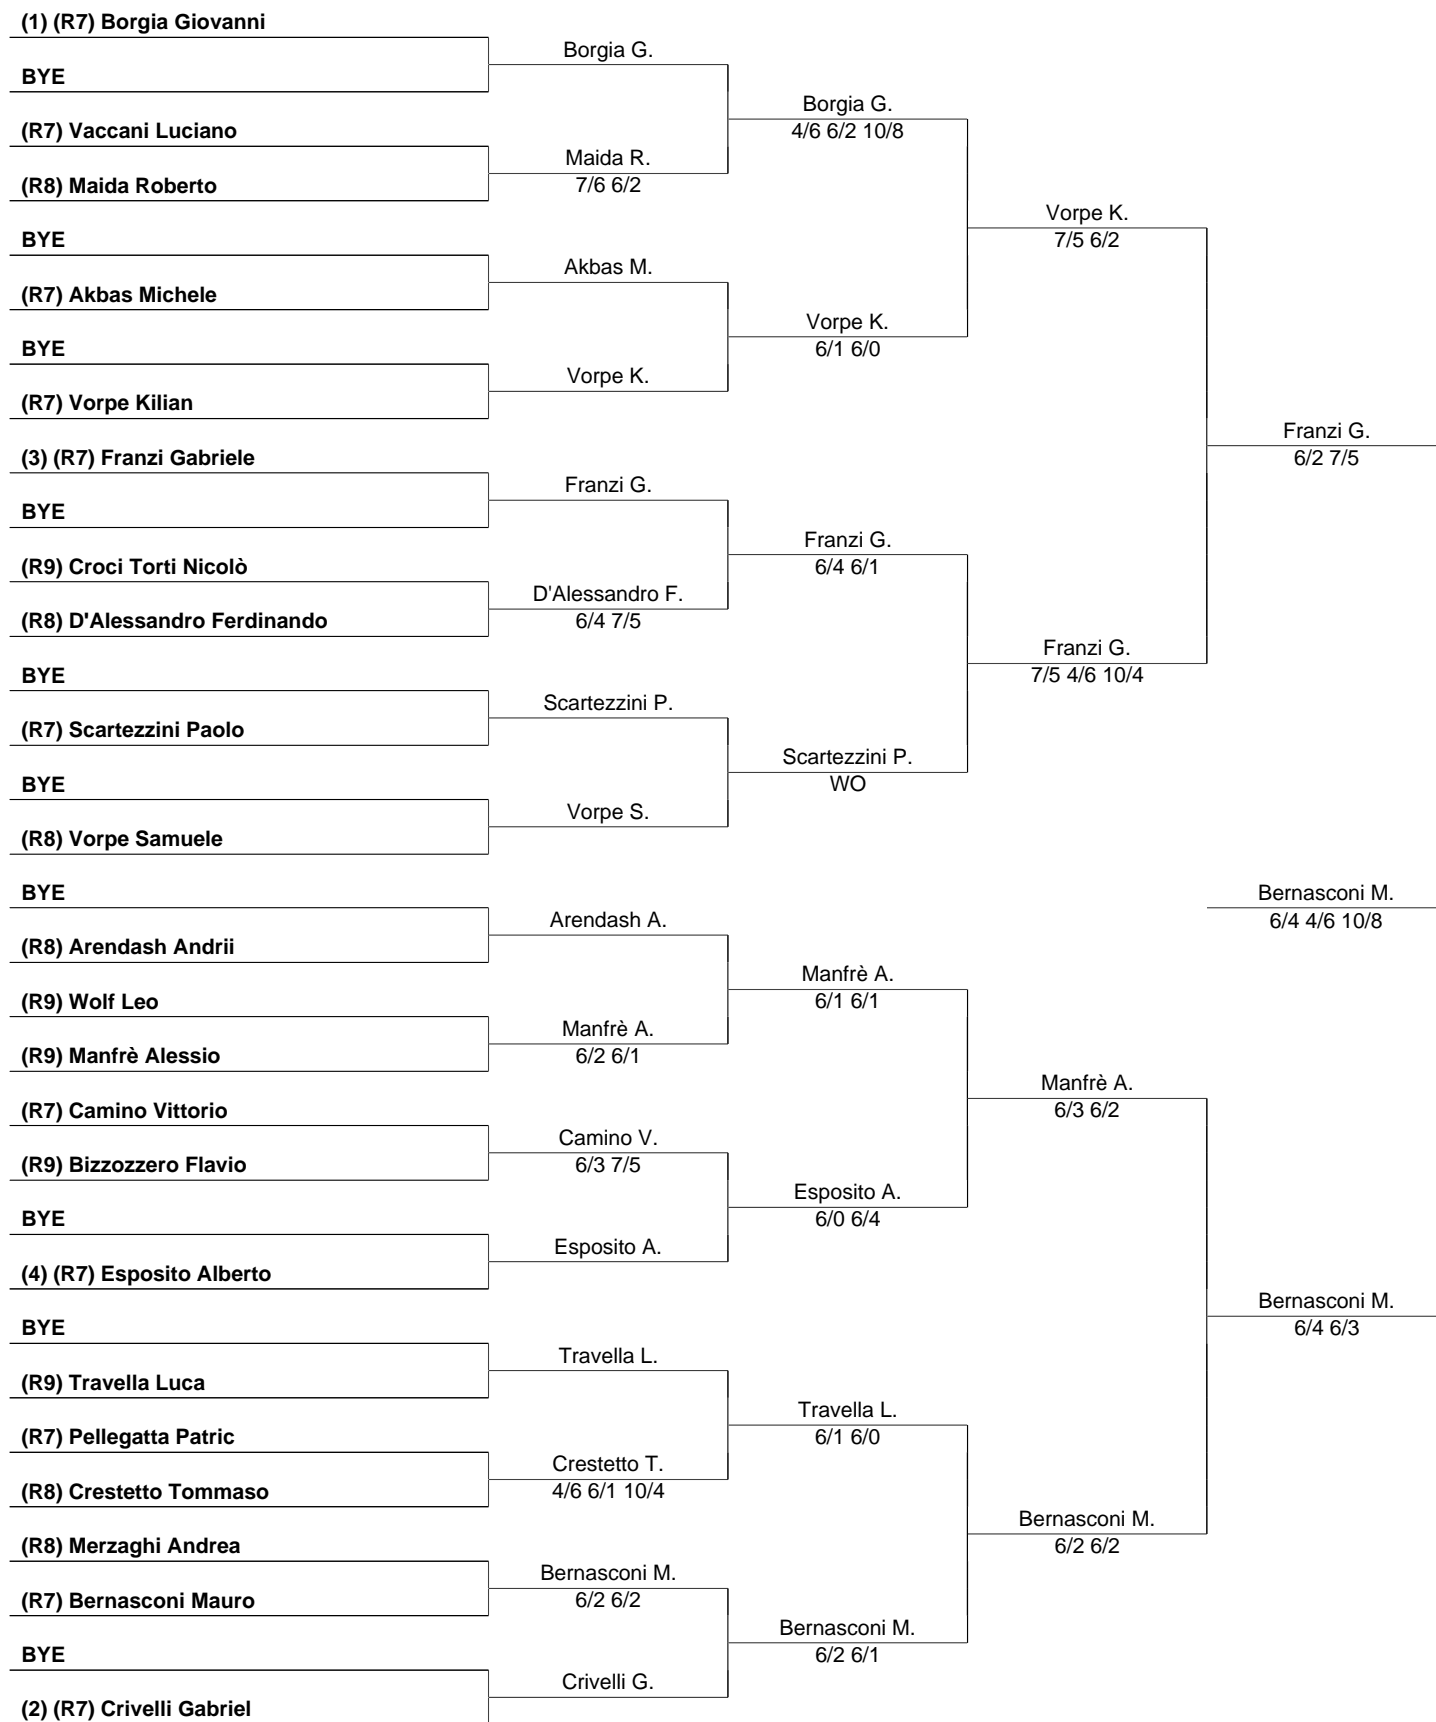 (1) (R7) Borgia Giovanni
BYE
(R7) Vaccani Luciano
(R8) Maida Roberto
BYE
(R7) Akbas Michele
BYE
(R7) Vorpe Kilian
(3) (R7) Franzi Gabriele
BYE
(R9) Croci Torti Nicolò
(R8) D'Alessandro Ferdinando
BYE
(R7) Scartezzini Paolo
BYE
(R8) Vorpe Samuele
BYE
(R8) Arendash Andrii
(R9) Wolf Leo
(R9) Manfrè Alessio
(R7) Camino Vittorio
(R9) Bizzozzero Flavio
BYE
(4) (R7) Esposito Alberto
BYE
(R9) Travella Luca
(R7) Pellegatta Patric
(R8) Crestetto Tommaso
(R8) Merzaghi Andrea
(R7) Bernasconi Mauro
BYE
(2) (R7) Crivelli Gabriel
Borgia G.
Maida R.
7/6 6/2
Akbas M.
Vorpe K.
Franzi G.
D'Alessandro F.
6/4 7/5
Scartezzini P.
Vorpe S.
Arendash A.
Manfrè A.
6/2 6/1
Camino V.
6/3 7/5
Esposito A.
Travella L.
Crestetto T.
4/6 6/1 10/4
Bernasconi M.
6/2 6/2
Crivelli G.
Borgia G.
4/6 6/2 10/8
Vorpe K.
6/1 6/0
Franzi G.
6/4 6/1
Scartezzini P.
WO
Manfrè A.
6/1 6/1
Esposito A.
6/0 6/4
Travella L.
6/1 6/0
Bernasconi M.
6/2 6/1
Vorpe K.
7/5 6/2
Franzi G.
7/5 4/6 10/4
Manfrè A.
6/3 6/2
Bernasconi M.
6/2 6/2
Franzi G.
6/2 7/5
Bernasconi M.
6/4 4/6 10/8
Bernasconi M.
6/4 6/3